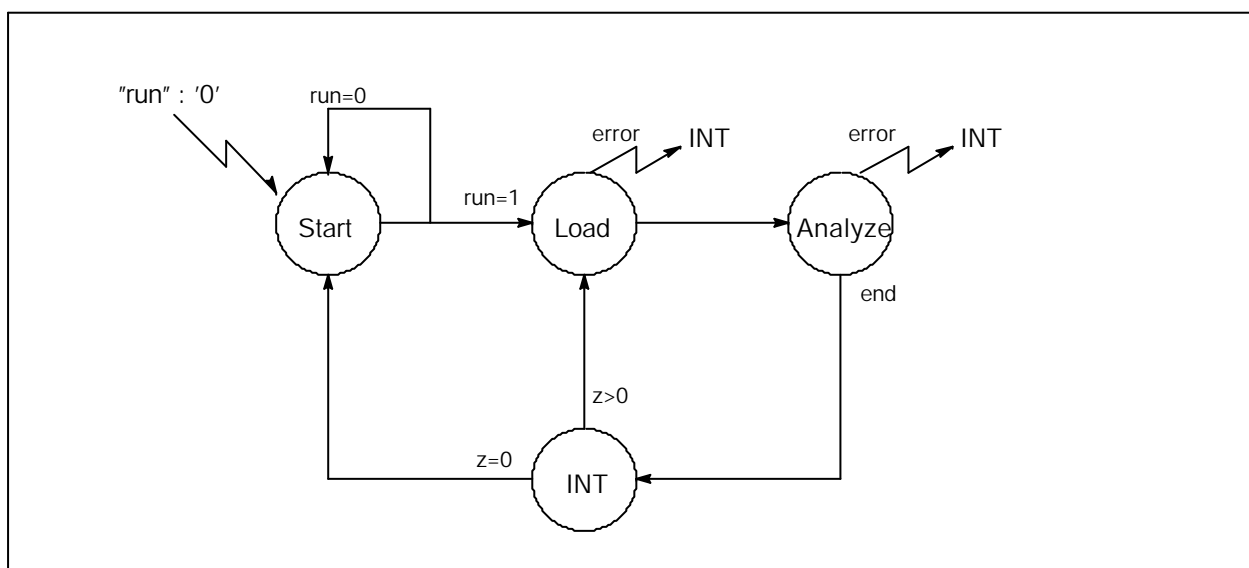 "run" : '0'
run=0
error
INT
error
INT
run=1
Start
Load
Analyze
end
z>0
z=0
INT